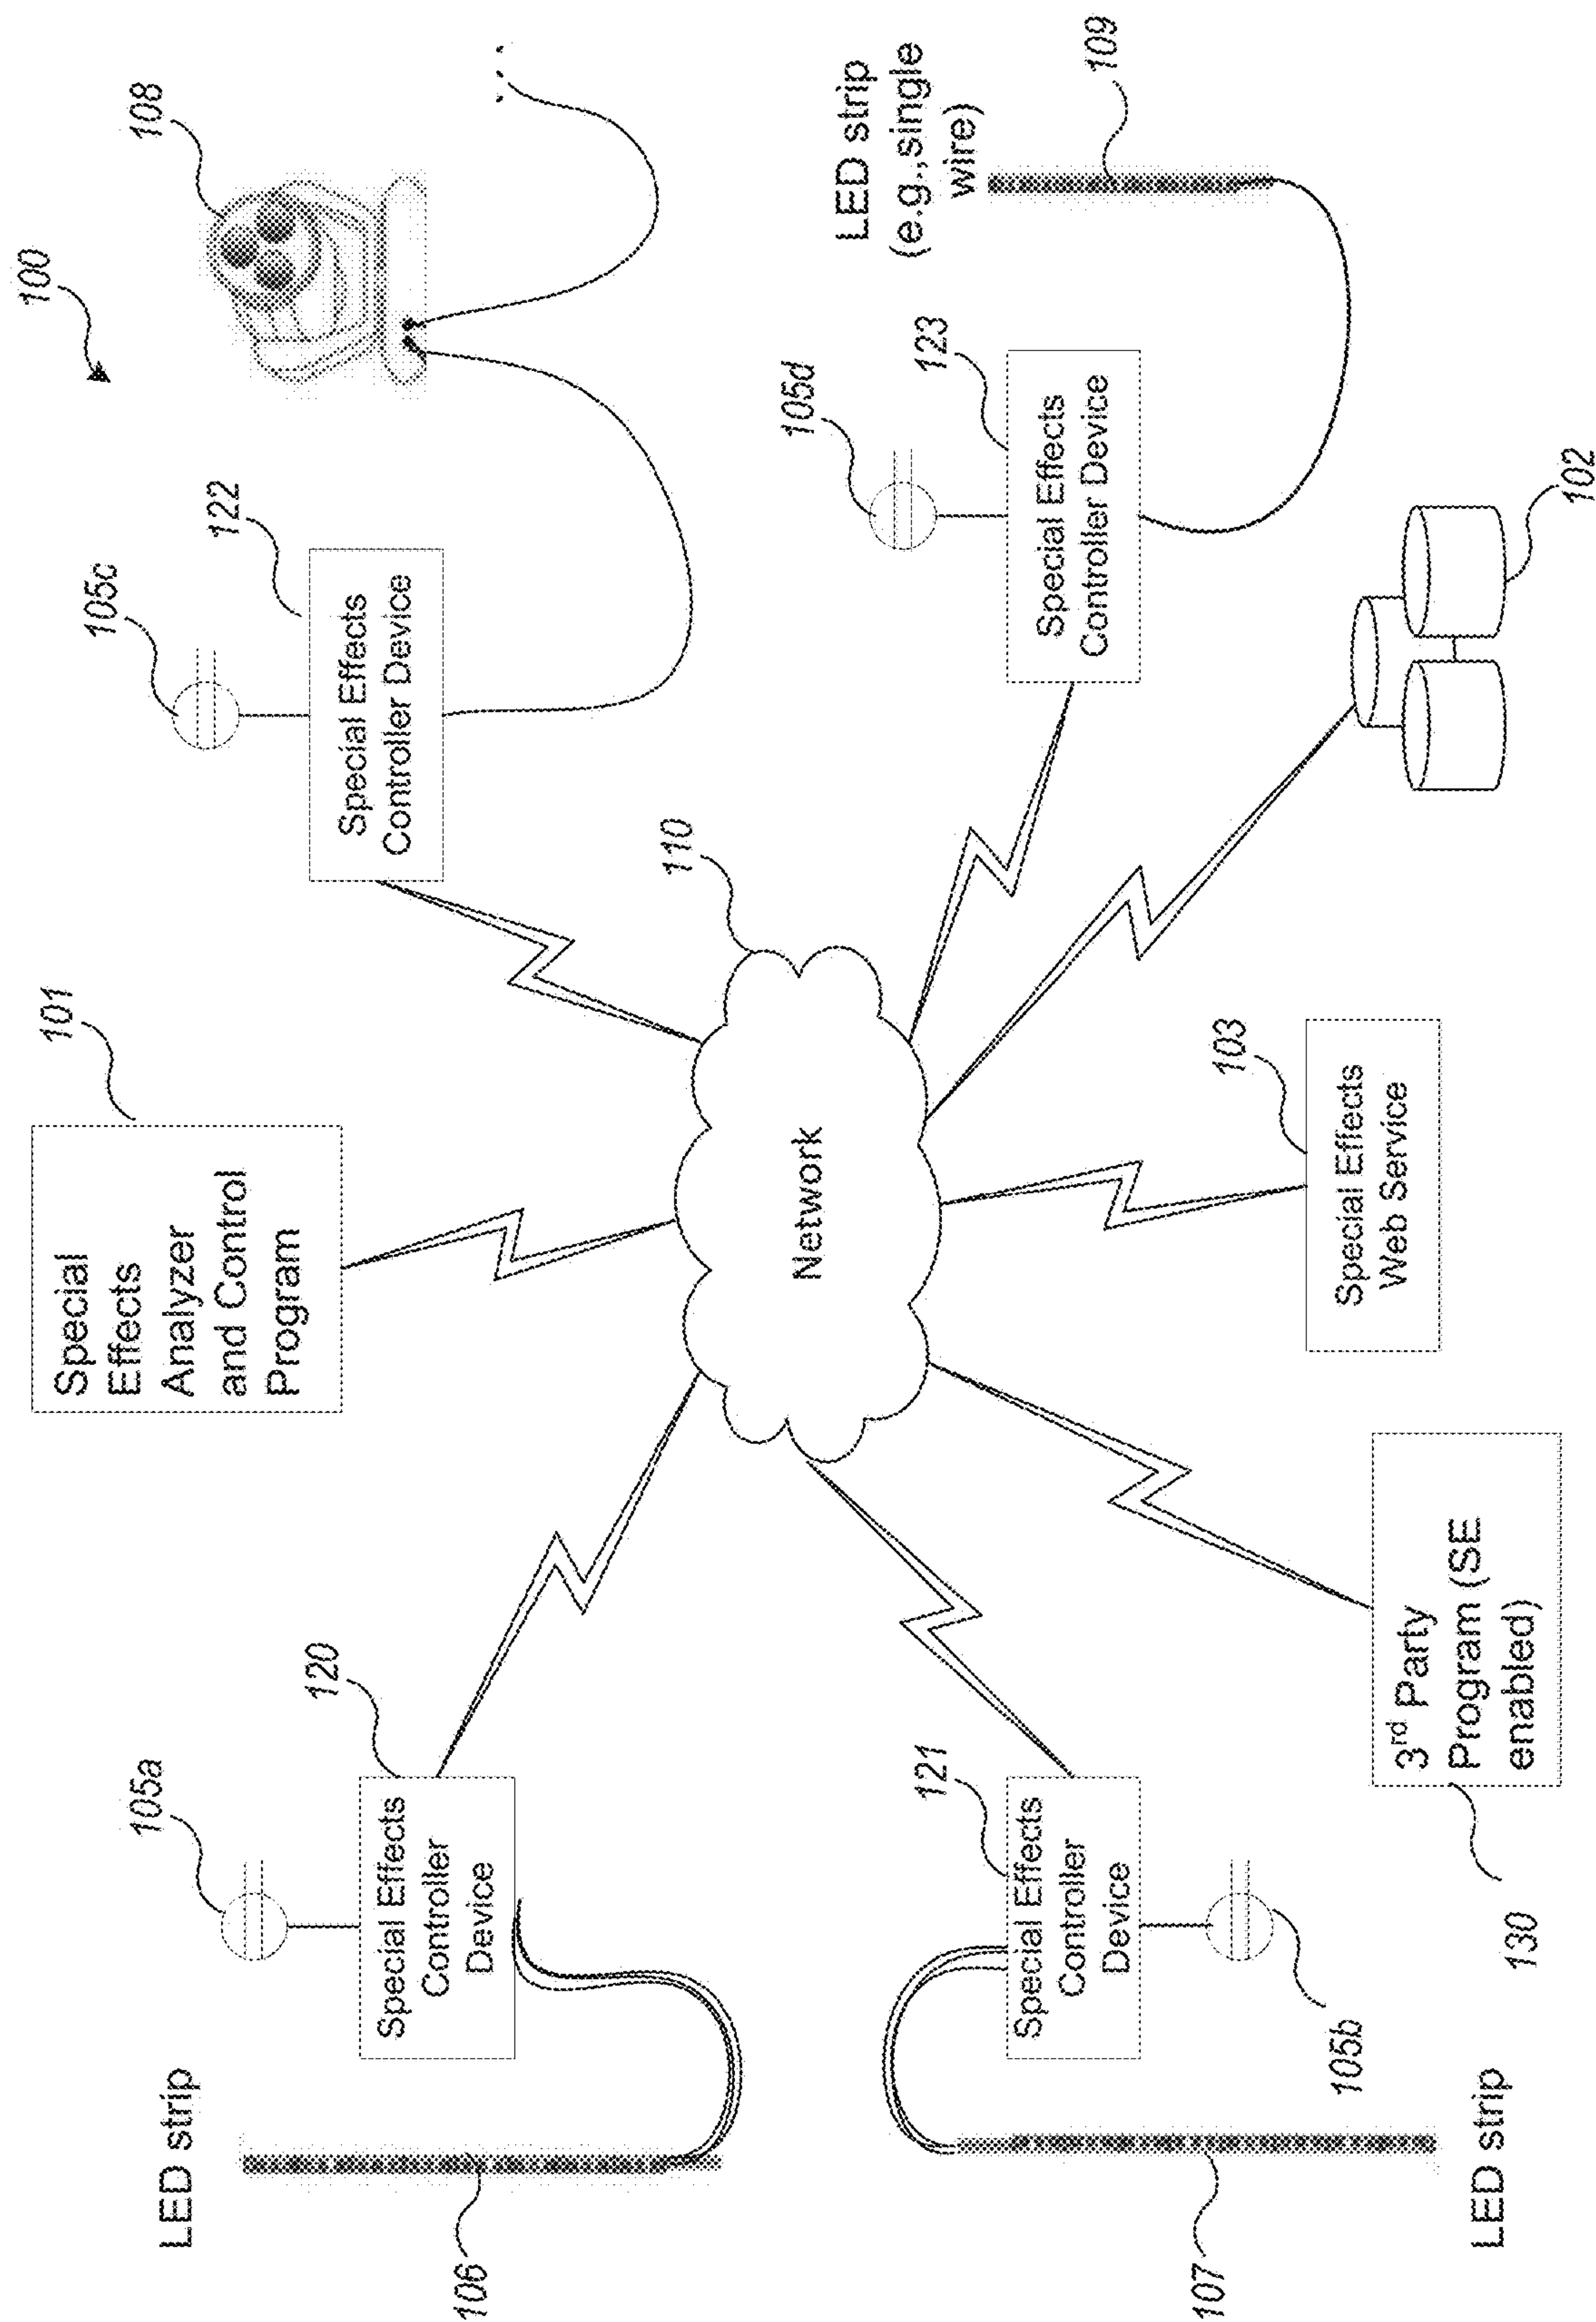 100
101
Special
Effects
Analyzer
and Control
Program
105a
120
Special Effects
Controller
Device
LED strip
106
105c
122
Special Effects
Controller Device
108
110
Network
LED strip
(e.g.,single
wire)
109
105d
123
Special Effects
Controller Device
121
Special Effects
Controller
Device
105b
107
LED strip
3rd Party
Program (SE
enabled)
130
103
Special Effects
Web Service
102